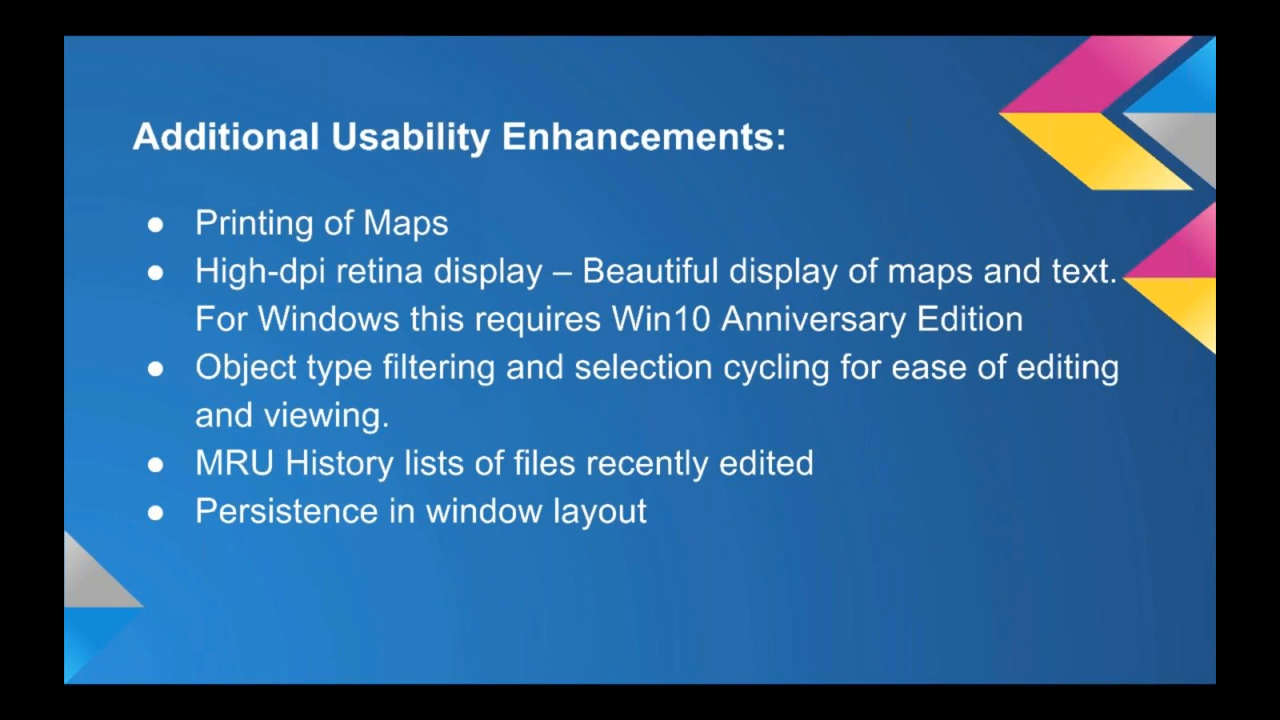 Additional Usability Enhancements:
● Printing of Maps
● High-dpi retina display – Beautiful display of maps and text.
For Windows this requires Win10 Anniversary Edition
● Object type filtering and selection cycling for ease of editing
and viewing.
● MRU History lists of files recently edited
● Persistence in window layout